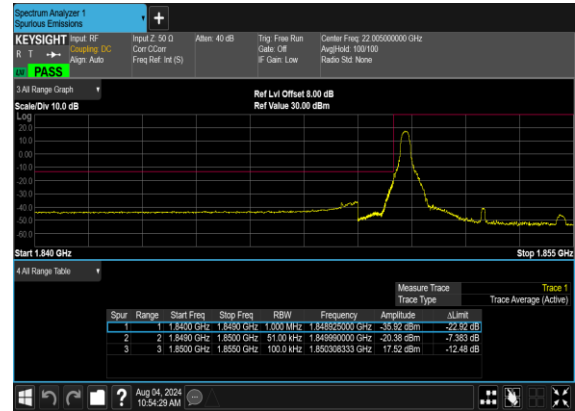 Spectrum Analyzer 1
Spurious Emissions
+
KEYSIGHT Input: RF Input Z: 50 Ω Atten: 40 dB Trig: Free Run Center Freq: 22.005000000 GHz
R T Coupling: DC Corr CCorr Gate: Off Avg|Hold: 100/100
Align: Auto Freq Ref: Int (S) IF Gain: Low Radio Std: None
PASS
3 All Range Graph
Ref Lvl Offset 8.00 dB
Scale/Div 10.0 dB Ref Value 30.00 dBm
Log
20.0
10.0
0.00
-10.0
-20.0
-30.0
-40.0
-50.0
-60.0
Start 1.840 GHz Stop 1.855 GHz
4 All Range Table
Measure Trace Trace 1
Trace Type Trace Average (Active)
Spur Range Start Freq Stop Freq RBW Frequency Amplitude ΔLimit
1 1 1.8400 GHz 1.8490 GHz 1.000 MHz 1.848925000 GHz -35.92 dBm -22.92 dB
2 2 1.8490 GHz 1.8500 GHz 51.00 kHz 1.849990000 GHz -20.38 dBm -7.383 dB
3 3 1.8500 GHz 1.8550 GHz 100.0 kHz 1.850308333 GHz 17.52 dBm -12.48 dB
? Aug 04, 2024
10:54:29 AM